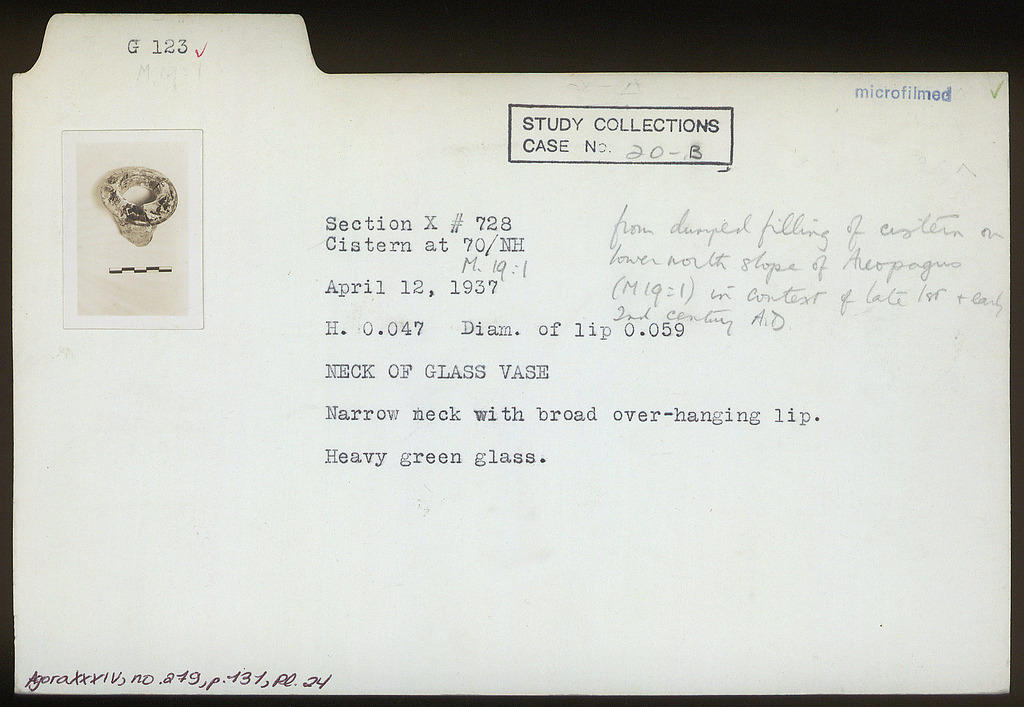 G 123 ✓
M 19:1
microfilmed
STUDY COLLECTIONS
CASE No. 20-B
Section X # 728
Cistern at 70/NH
M. 19:1
April 12, 1937
from dumped filling of cistern on
lower north slope of Areopagus
(M19:1) in context of late 1st + early
2nd century A.D.
H. 0.047 Diam. of lip 0.059
NECK OF GLASS VASE
Narrow neck with broad over-hanging lip.
Heavy green glass.
Agora XXXIV, no. 279, p. 131, pl. 24